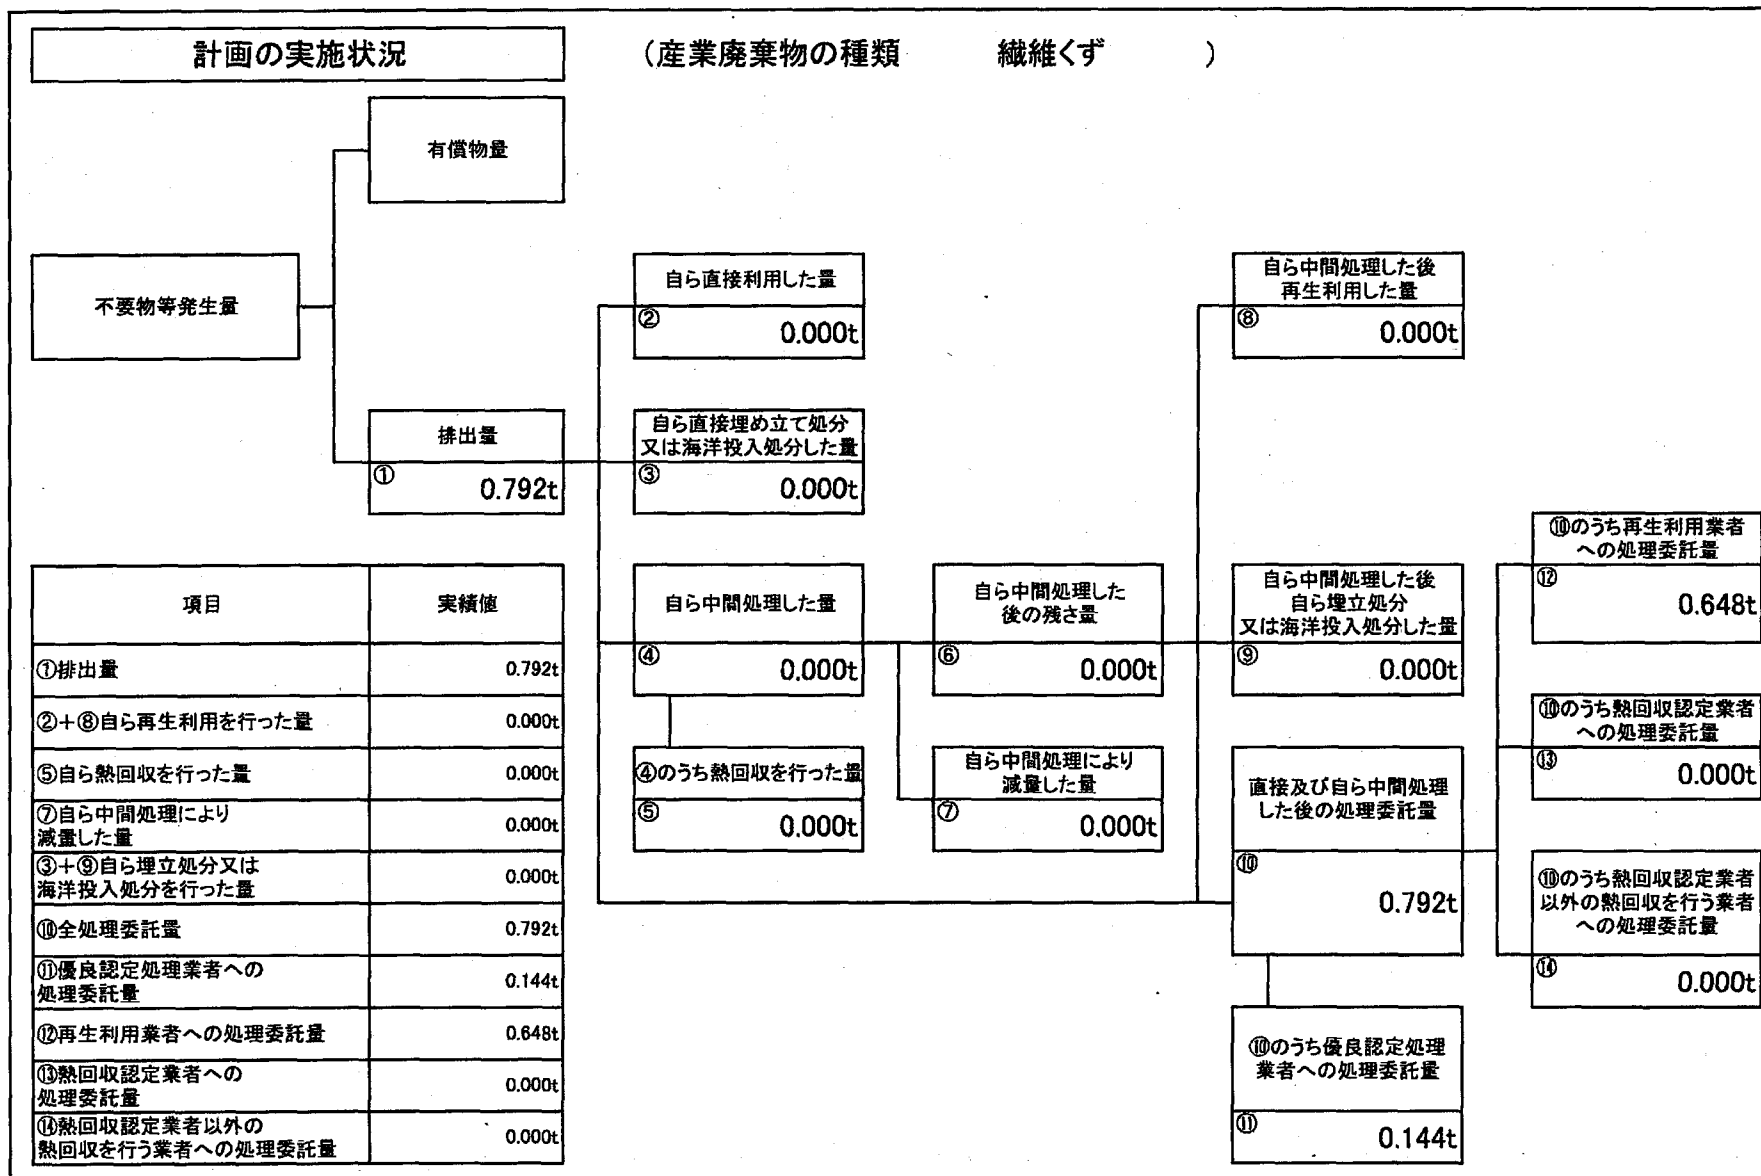 計画の実施状況
（産業廃棄物の種類　繊維くず　）
有償物量
不要物等発生量
排出量
① 0.792t
自ら直接利用した量
② 0.000t
自ら直接埋め立て処分
又は海洋投入処分した量
③ 0.000t
自ら中間処理した量
④ 0.000t
④のうち熱回収を行った量
⑤ 0.000t
自ら中間処理した
後の残さ量
⑥ 0.000t
自ら中間処理により
減量した量
⑦ 0.000t
自ら中間処理した後
再生利用した量
⑧ 0.000t
自ら中間処理した後
自ら埋立処分
又は海洋投入処分した量
⑨ 0.000t
直接及び自ら中間処理
した後の処理委託量
⑩ 0.792t
⑩のうち優良認定処理
業者への処理委託量
⑪ 0.144t
⑩のうち再生利用業者
への処理委託量
⑫ 0.648t
⑩のうち熱回収認定業者
への処理委託量
⑬ 0.000t
⑩のうち熱回収認定業者
以外の熱回収を行う業者
への処理委託量
⑭ 0.000t
項目 実績値
①排出量 0.792t
②＋⑧自ら再生利用を行った量 0.000t
⑤自ら熱回収を行った量 0.000t
⑦自ら中間処理により
減量した量 0.000t
③＋⑨自ら埋立処分又は
海洋投入処分を行った量 0.000t
⑩全処理委託量 0.792t
⑪優良認定処理業者への
処理委託量 0.144t
⑫再生利用業者への処理委託量 0.648t
⑬熱回収認定業者への
処理委託量 0.000t
⑭熱回収認定業者以外の
熱回収を行う業者への処理委託量 0.000t